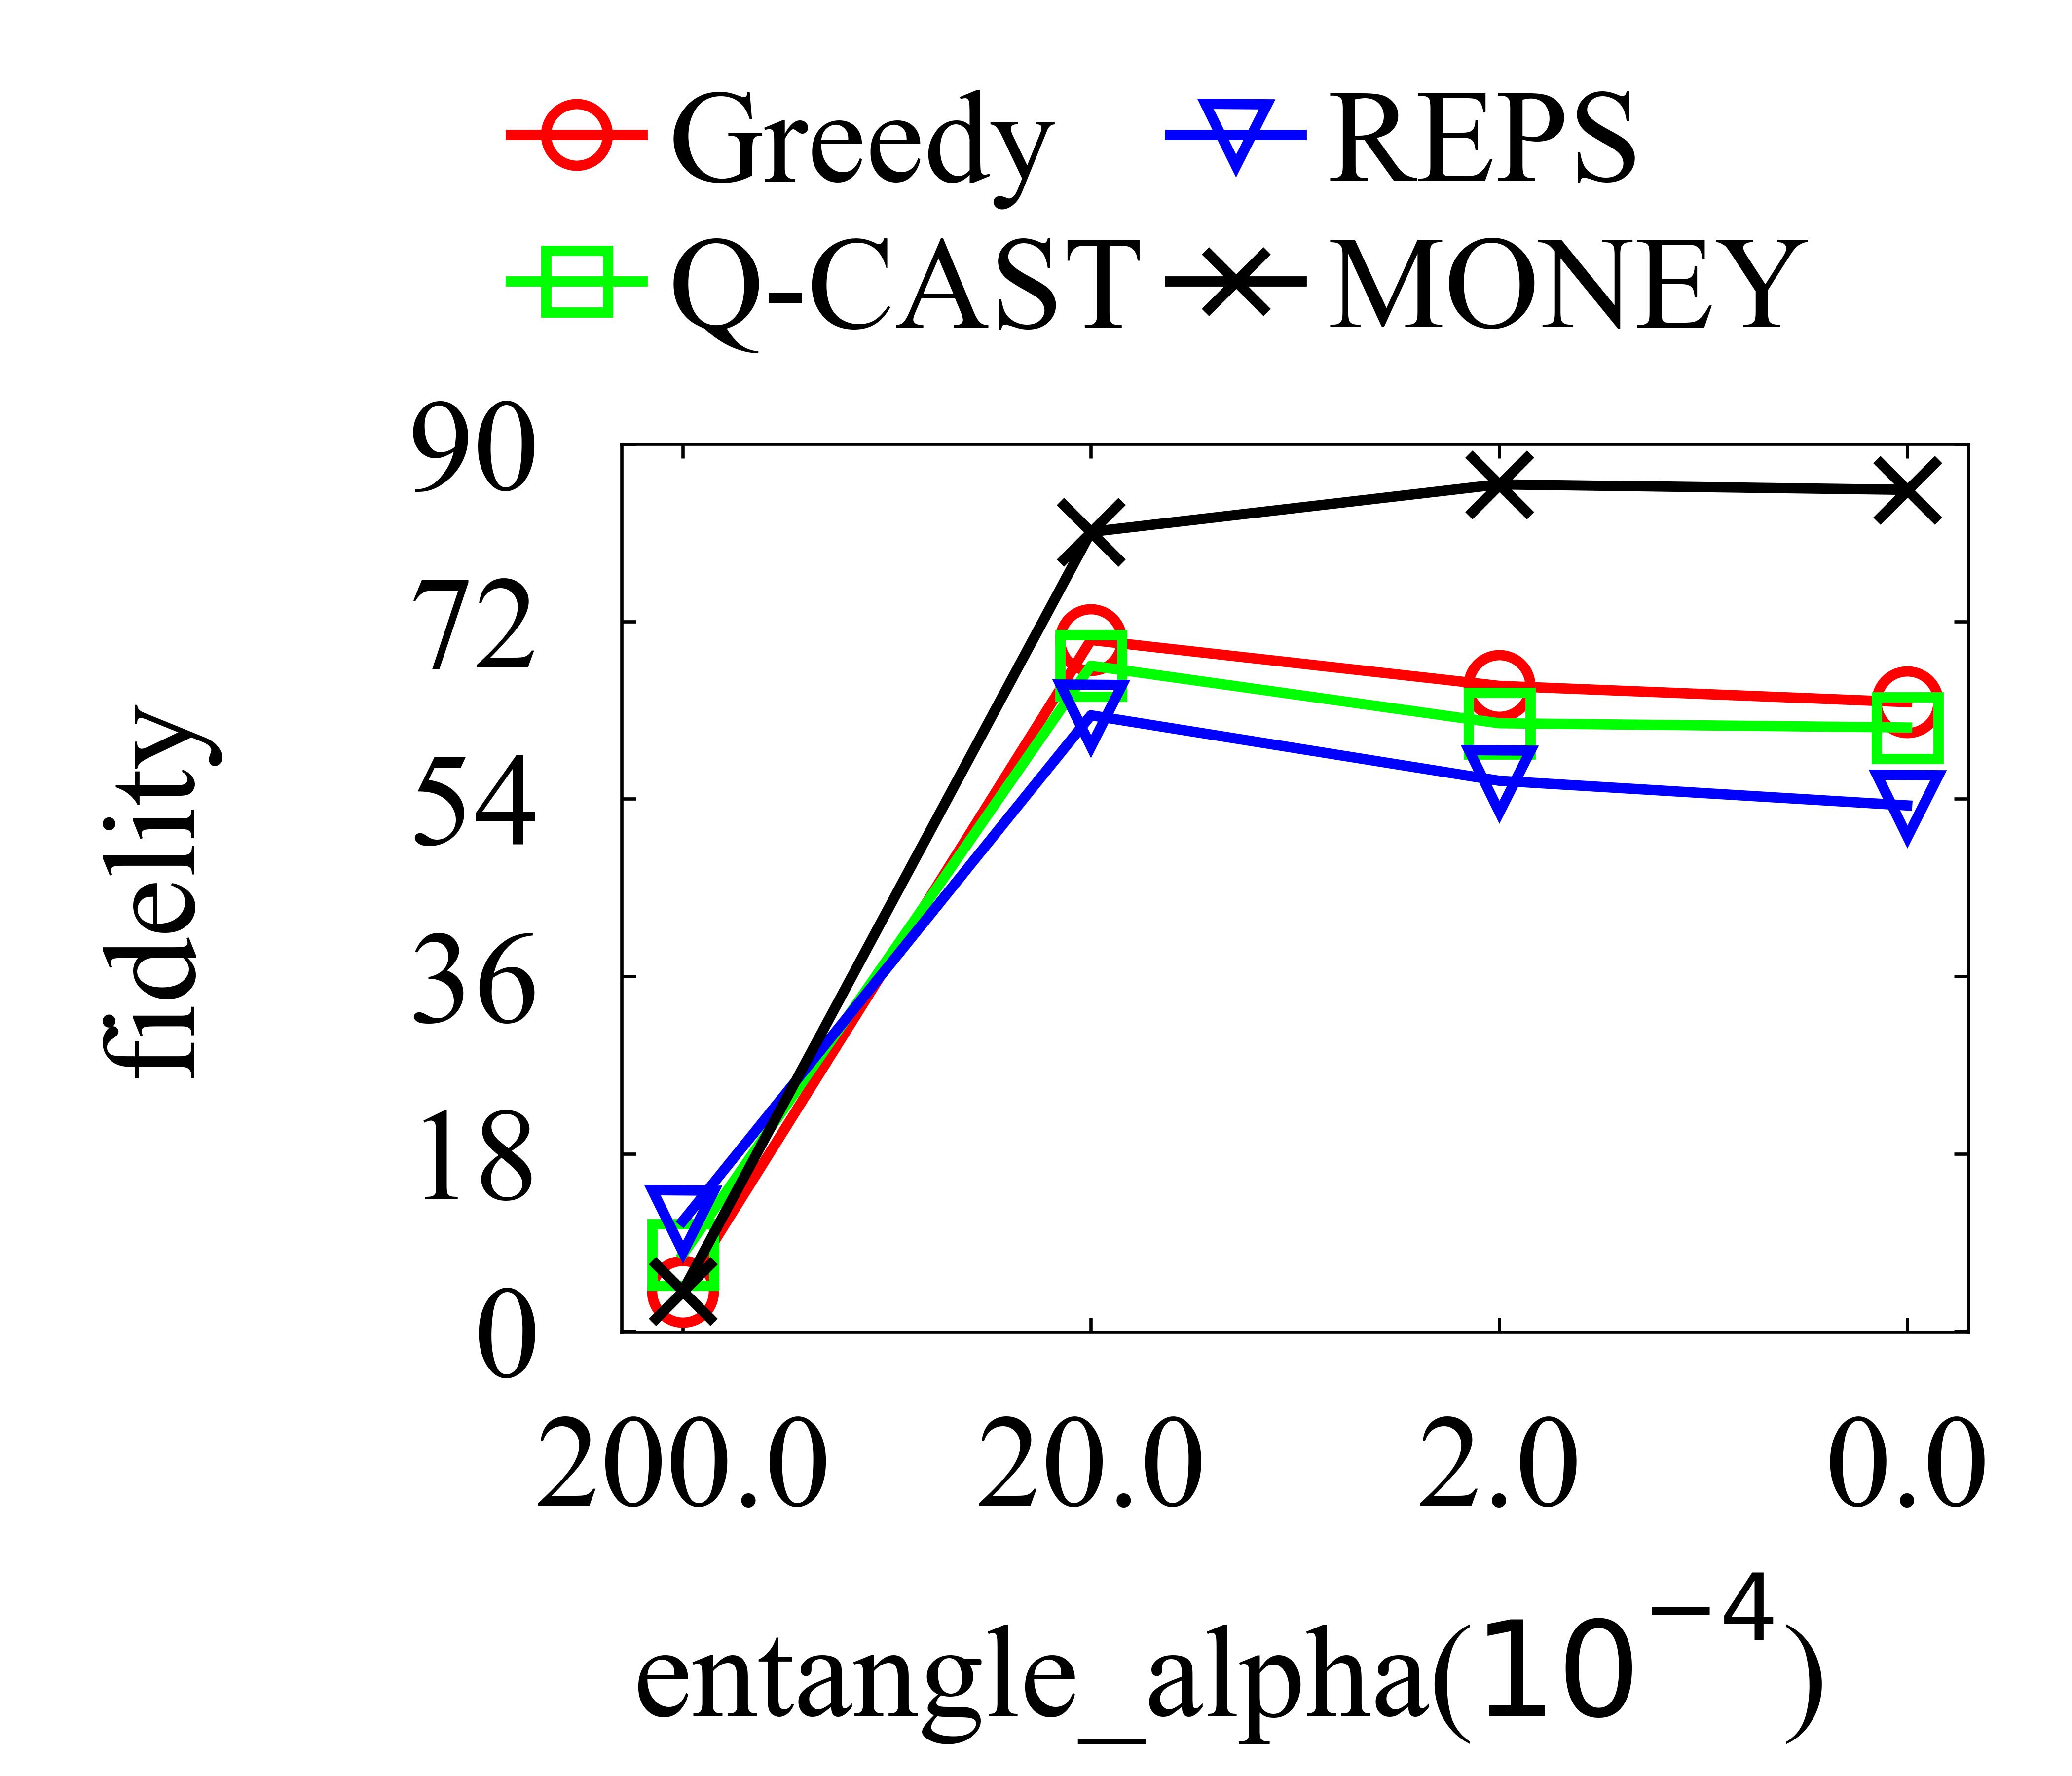 Greedy REPS
Q-CAST MONEY
90
72
54
36
18
0
fidelity
200.0 20.0 2.0 0.0
entangle_alpha(10⁻⁴)